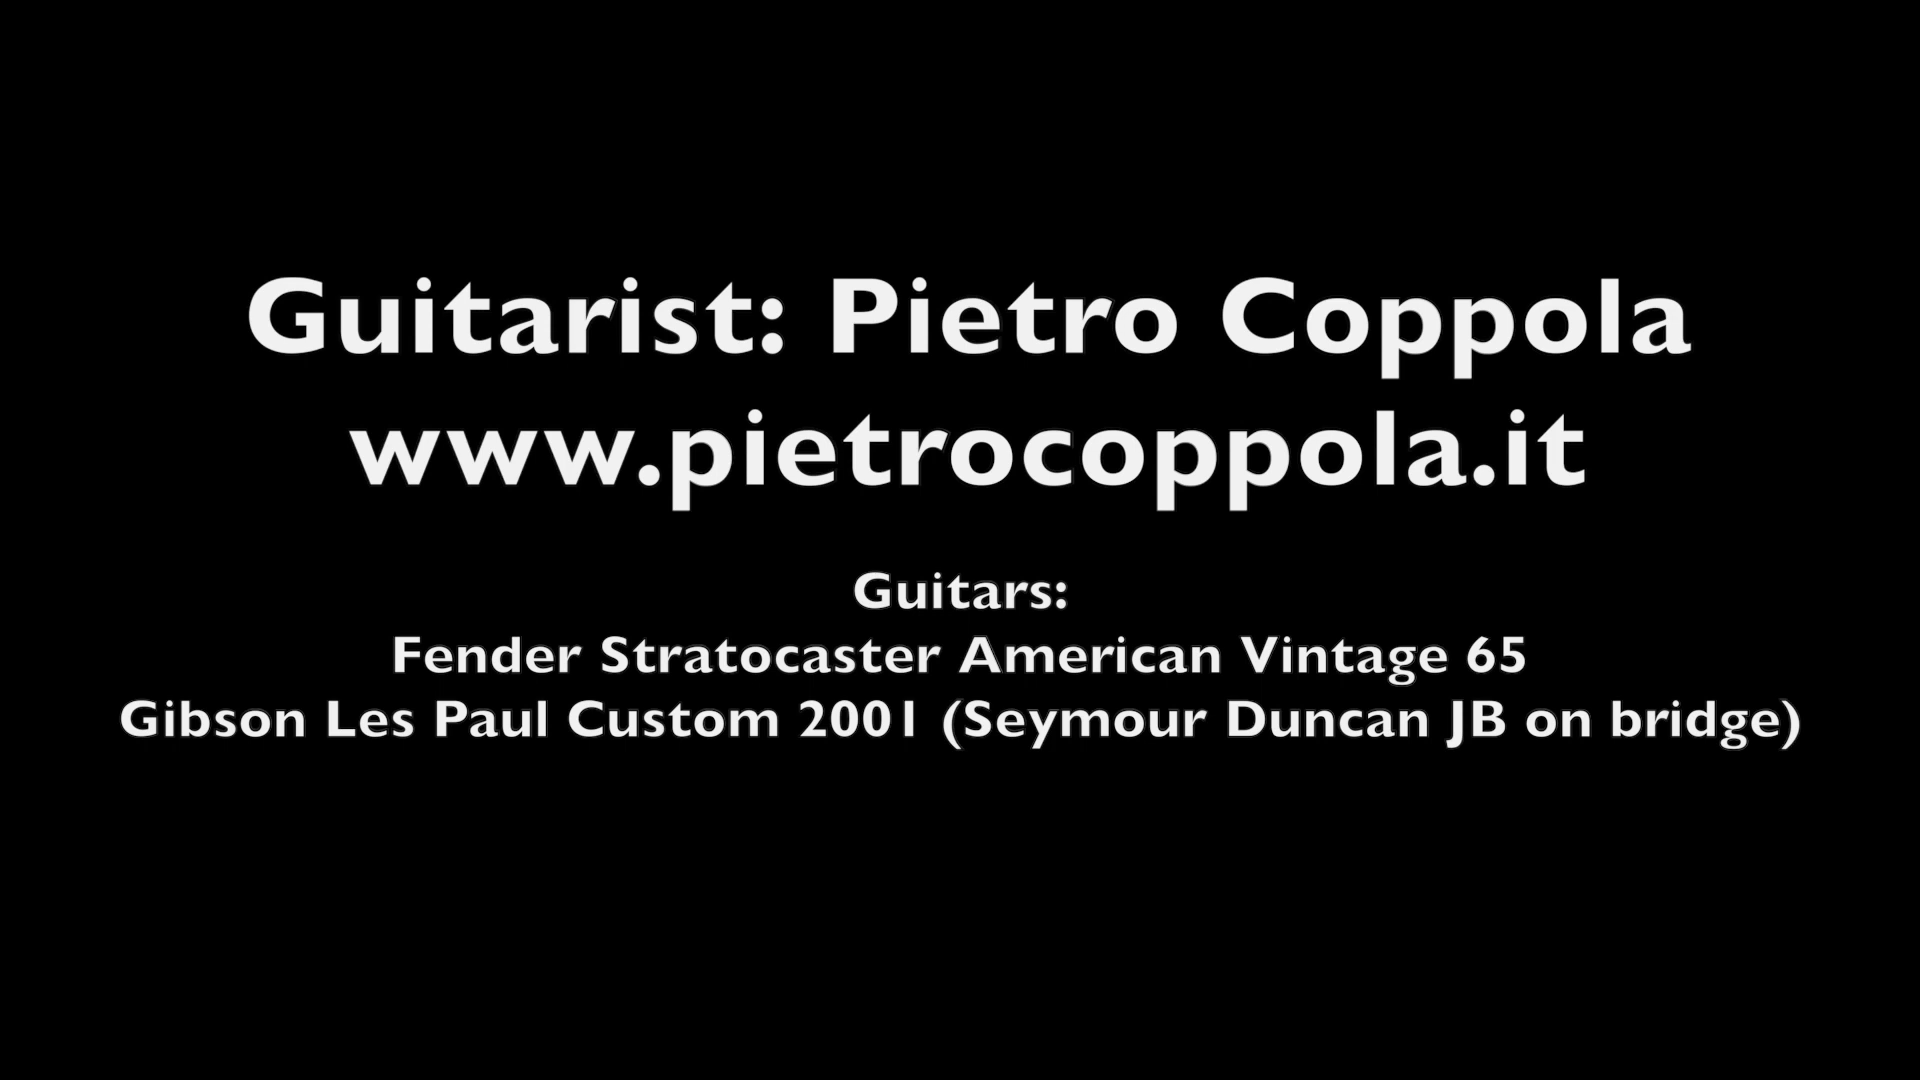 Guitarist: Pietro Coppola
www.pietrocoppola.it
Guitars:
Fender Stratocaster American Vintage 65
Gibson Les Paul Custom 2001 (Seymour Duncan JB on bridge)